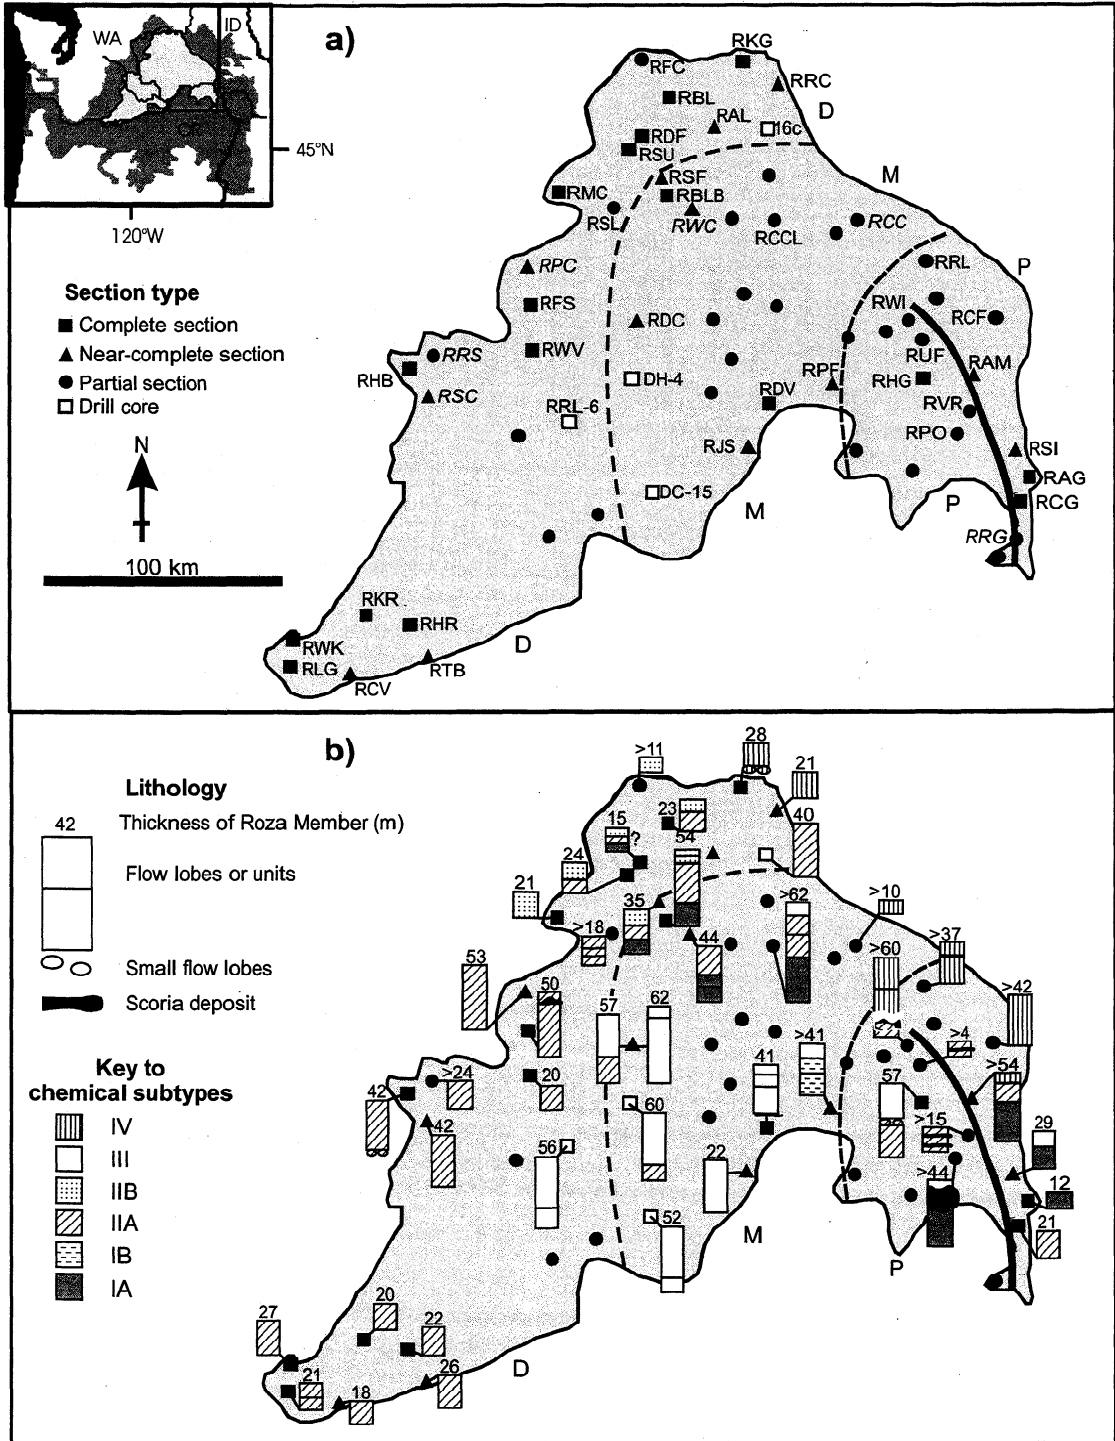 WA
ID
OR
45°N
120°W
a)
RKG
RFC
RRC
RBL
D
RAL
16c
RDF
RSU
RSF
M
RMC
RBLB
RSL
RWC
RCCL
RCC
RPC
RRL
P
RFS
RWI
RCF
RDC
RWV
RUF
RRS
RHB
RPF
RAM
DH-4
RHG
RSC
RDV
RRL-6
RVR
RPO
RJS
RSI
RAG
DC-15
P
RCG
M
RRG
RKR
RHR
D
RWK
RLG
RTB
RCV
Section type
Complete section
Near-complete section
Partial section
Drill core
N
100 km
b)
Lithology
42 Thickness of Roza Member (m)
Flow lobes or units
Small flow lobes
Scoria deposit
Key to
chemical subtypes
IV
III
IIB
IIA
IB
IA
>11
28
21
23
15
?
54
40
24
21
35
>62
>10
>18
44
>37
>60
53
50
57
62
>42
>41
>4
41
>54
>24
20
57
42
42
60
>15
29
56
22
>44
12
52
21
M
P
20
27
22
D
21
26
18